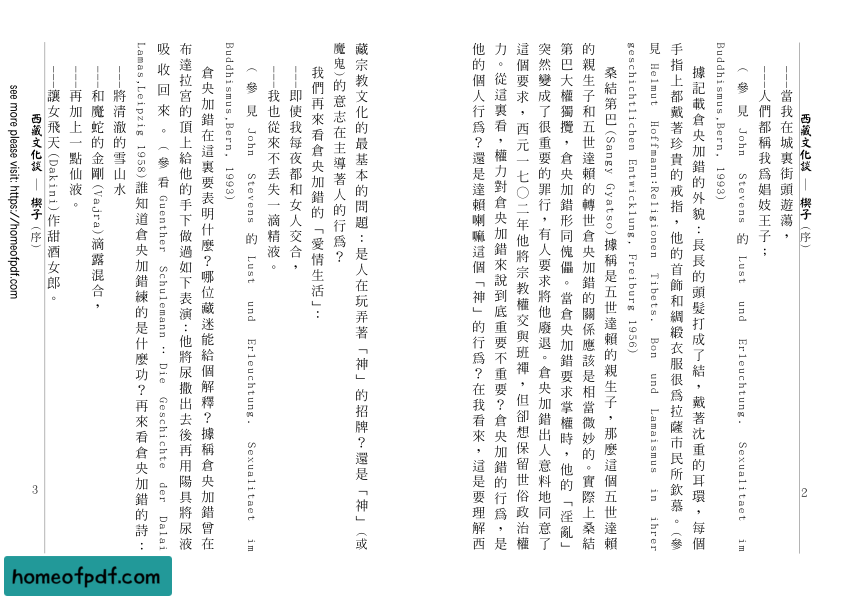 西藏文化談 — 楔子（序）
———當我在城裏街頭遊蕩，
———人們都稱我爲娼妓王子；
（參見 John Stevens 的 Lust und Erleuchtung. Sexualitaet im
Buddhismus,Bern, 1993)
據記載倉央加錯的外貌：長長的頭髮打成了結，戴著沈重的耳環，每個
手指上都戴著珍貴的戒指，他的首飾和綢緞衣服很爲拉薩市民所欽慕。（參
見 Helmut Hoffmann:Religionen Tibets. Bon und Lamaismus in ihrer
geschichtlichen Entwicklung, Freiburg 1956)
桑結第巴(Sangy Gyatso)據稱是五世達賴的親生子，那麼這個五世達賴
的親生子和五世達賴的轉世倉央加錯的關係應該是相當微妙的。實際上桑結
第巴大權獨攬，倉央加錯形同傀儡。當倉央加錯要求掌權時，他的「淫亂」
突然變成了很重要的罪行，有人要求將他廢退。倉央加錯出人意料地同意了
這個要求，西元一七〇二年他將宗教權交與班禪，但卻想保留世俗政治權
力。從這裏看，權力對倉央加錯來說到底重要不重要？倉央加錯的行爲，是
他的個人行爲？還是達賴喇嘛這個「神」的行爲？在我看來，這是要理解西
2
藏宗教文化的最基本的問題：是人在玩弄著「神」的招牌？還是「神」（或
魔鬼）的意志在主導著人的行爲？
我們再來看倉央加錯的「愛情生活」：
———即使我每夜都和女人交合，
———我也從來不丟失一滴精液。
（參見 John Stevens 的 Lust und Erleuchtung. Sexualitaet im
Buddhismus,Bern, 1993)
倉央加錯在這裏要表明什麼？哪位藏迷能給個解釋？據稱倉央加錯曾在
布達拉宮的頂上給他的手下做過如下表演：他將尿撒出去後再用陽具將尿液
吸收回來。（參看 Guenther Schulemann : Die Geschichte der Dalai
Lamas,Leipzig 1958)誰知道倉央加錯練的是什麼功？再來看倉央加錯的詩：
———將清澈的雪山水
———和魔蛇的金剛(Vajra)滴露混合，
———再加上一點仙液。
———讓女飛天(Dakini)作甜酒女郎。
西藏文化談 — 楔子（序）
3
see more please visit: https://homeofpdf.com
homeofpdf.com